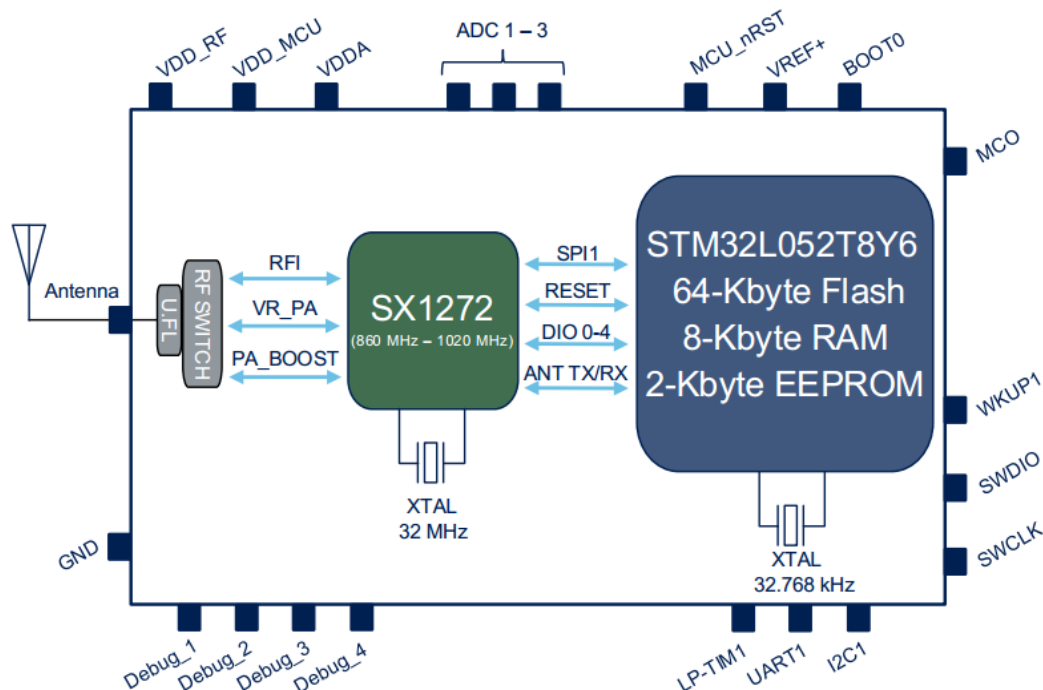 VDD_RF
VDD_MCU
VDDA
ADC 1 – 3
MCU_nRST
VREF+
BOOT0
MCO
Antenna
U.FL
RF SWITCH
RFI
VR_PA
PA_BOOST
SX1272
(860 MHz – 1020 MHz)
SPI1
RESET
DIO 0-4
ANT TX/RX
STM32L052T8Y6
64-Kbyte Flash
8-Kbyte RAM
2-Kbyte EEPROM
WKUP1
SWDIO
SWCLK
XTAL
32 MHz
XTAL
32.768 kHz
GND
Debug_1
Debug_2
Debug_3
Debug_4
LP-TIM1
UART1
I2C1